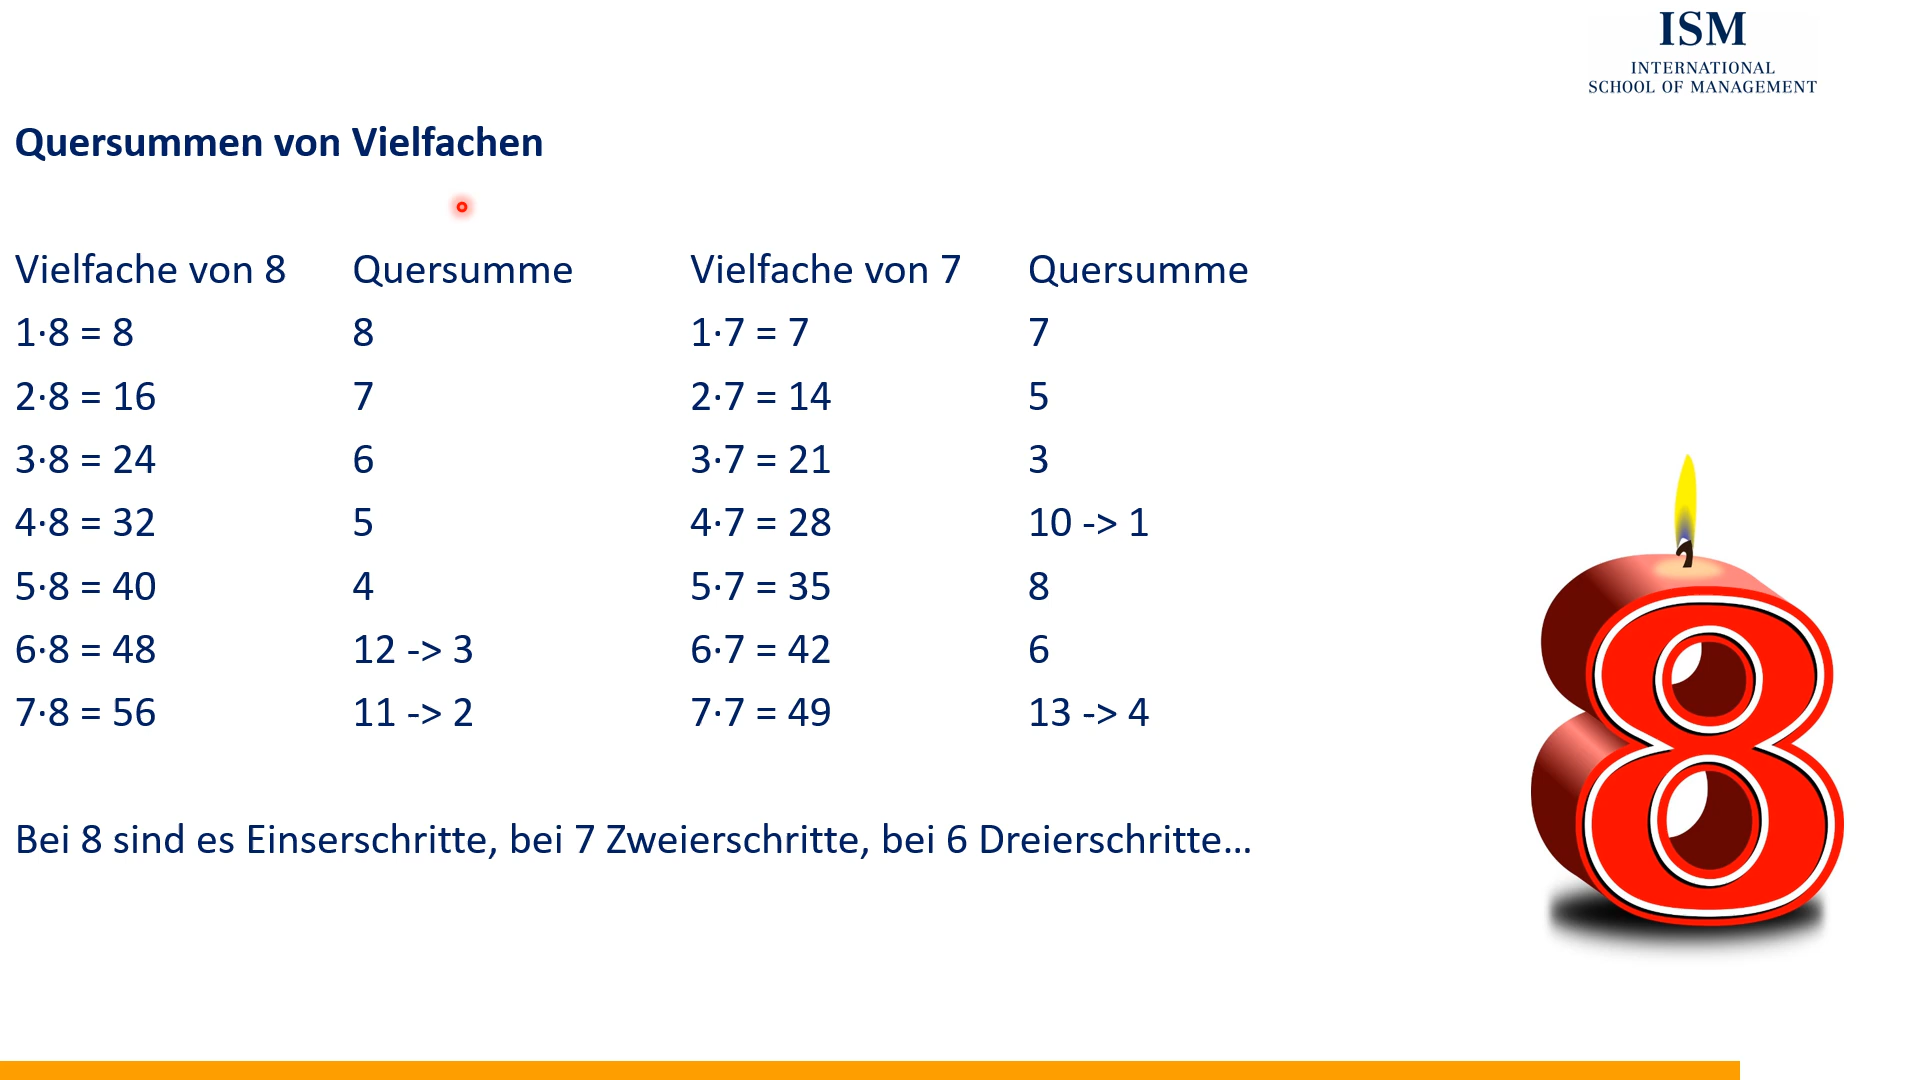 ISM
INTERNATIONAL
SCHOOL OF MANAGEMENT
Quersummen von Vielfachen
Vielfache von 8 Quersumme Vielfache von 7 Quersumme
1·8 = 8 8 1·7 = 7 7
2·8 = 16 7 2·7 = 14 5
3·8 = 24 6 3·7 = 21 3
4·8 = 32 5 4·7 = 28 10 -> 1
5·8 = 40 4 5·7 = 35 8
6·8 = 48 12 -> 3 6·7 = 42 6
7·8 = 56 11 -> 2 7·7 = 49 13 -> 4
Bei 8 sind es Einserschritte, bei 7 Zweierschritte, bei 6 Dreierschritte…
8